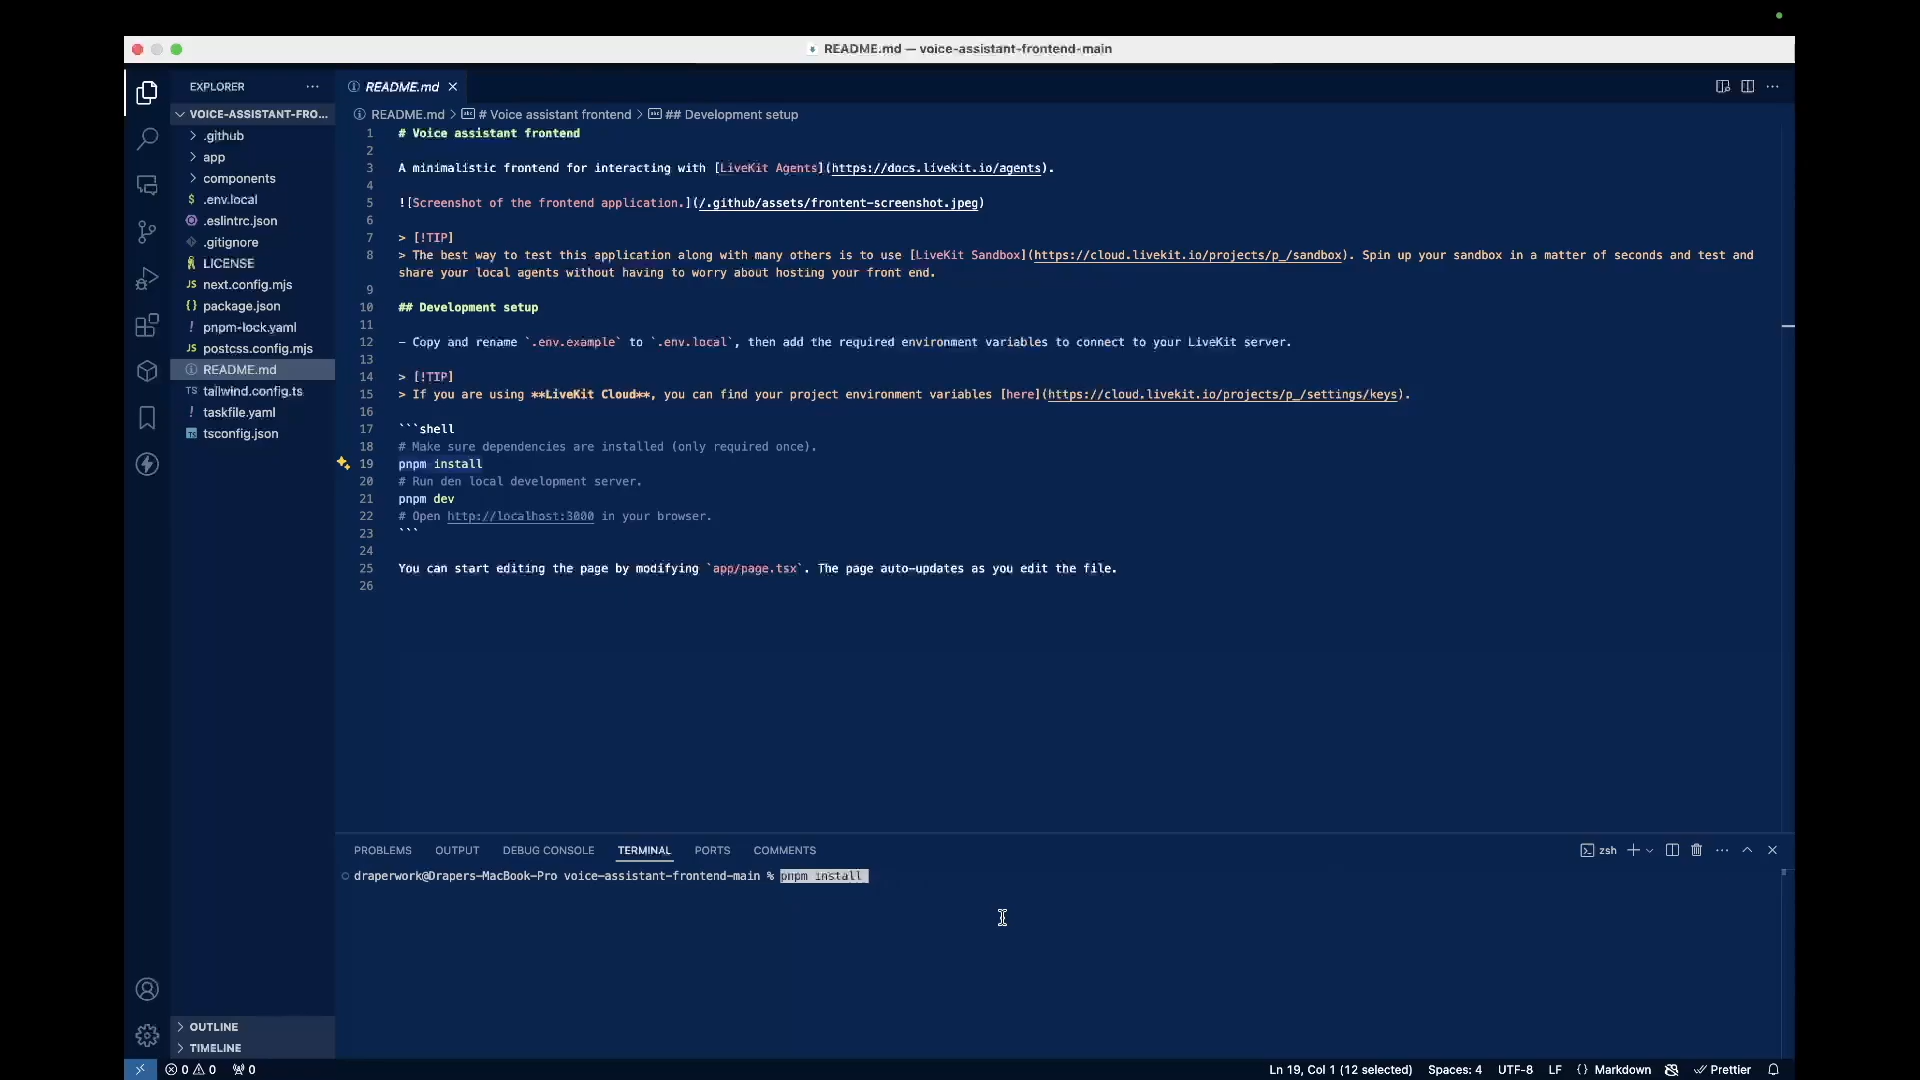 README.md — voice-assistant-frontend-main
EXPLORER
VOICE-ASSISTANT-FRO...
.github
app
components
$ .env.local
.eslintrc.json
.gitignore
LICENSE
JS next.config.mjs
{} package.json
! pnpm-lock.yaml
JS postcss.config.mjs
README.md
TS tailwind.config.ts
! taskfile.yaml
tsconfig.json
OUTLINE
TIMELINE
README.md
README.md > # Voice assistant frontend > ## Development setup
1 # Voice assistant frontend
2
3 A minimalistic frontend for interacting with [LiveKit Agents](https://docs.livekit.io/agents).
4
5 ![Screenshot of the frontend application.](/.github/assets/frontent-screenshot.jpeg)
6
7 > [!TIP]
8 > The best way to test this application along with many others is to use [LiveKit Sandbox](https://cloud.livekit.io/projects/p_/sandbox). Spin up your sandbox in a matter of seconds and test and
share your local agents without having to worry about hosting your front end.
9
10 ## Development setup
11
12 - Copy and rename `.env.example` to `.env.local`, then add the required environment variables to connect to your LiveKit server.
13
14 > [!TIP]
15 > If you are using **LiveKit Cloud**, you can find your project environment variables [here](https://cloud.livekit.io/projects/p_/settings/keys).
16
17 ```shell
18 # Make sure dependencies are installed (only required once).
19 pnpm install
20 # Run den local development server.
21 pnpm dev
22 # Open http://localhost:3000 in your browser.
23 ```
24
25 You can start editing the page by modifying `app/page.tsx`. The page auto-updates as you edit the file.
26
PROBLEMS OUTPUT DEBUG CONSOLE TERMINAL PORTS COMMENTS
zsh
draperwork@Drapers-MacBook-Pro voice-assistant-frontend-main % pnpm install
0 0 0
Ln 19, Col 1 (12 selected) Spaces: 4 UTF-8 LF {} Markdown Prettier